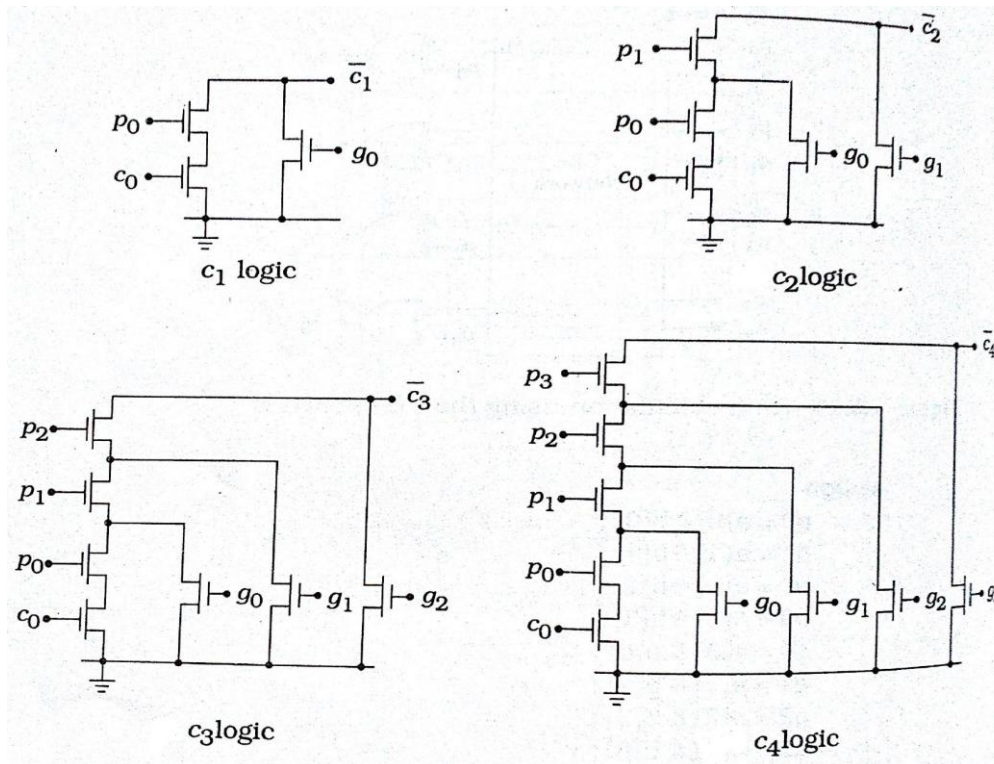 c̅₁
p₀
c₀
g₀
c₁ logic
c̅₂
p₁
p₀
c₀
g₀
g₁
c₂logic
c̅₃
p₂
p₁
p₀
c₀
g₀
g₁
g₂
c₃logic
c̅₄
p₃
p₂
p₁
p₀
c₀
g₀
g₁
g₂
g
c₄logic